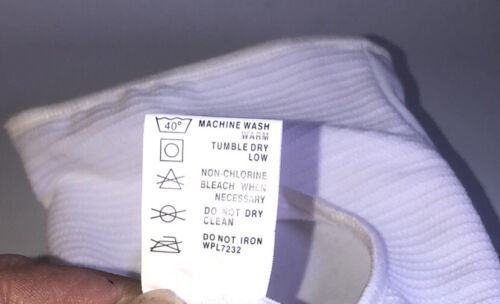 40° MACHINE WASH
WARM
TUMBLE DRY
LOW
NON-CHLORINE
BLEACH WHEN
NECESSARY
DO NOT DRY
CLEAN
DO NOT IRON
WPL7232